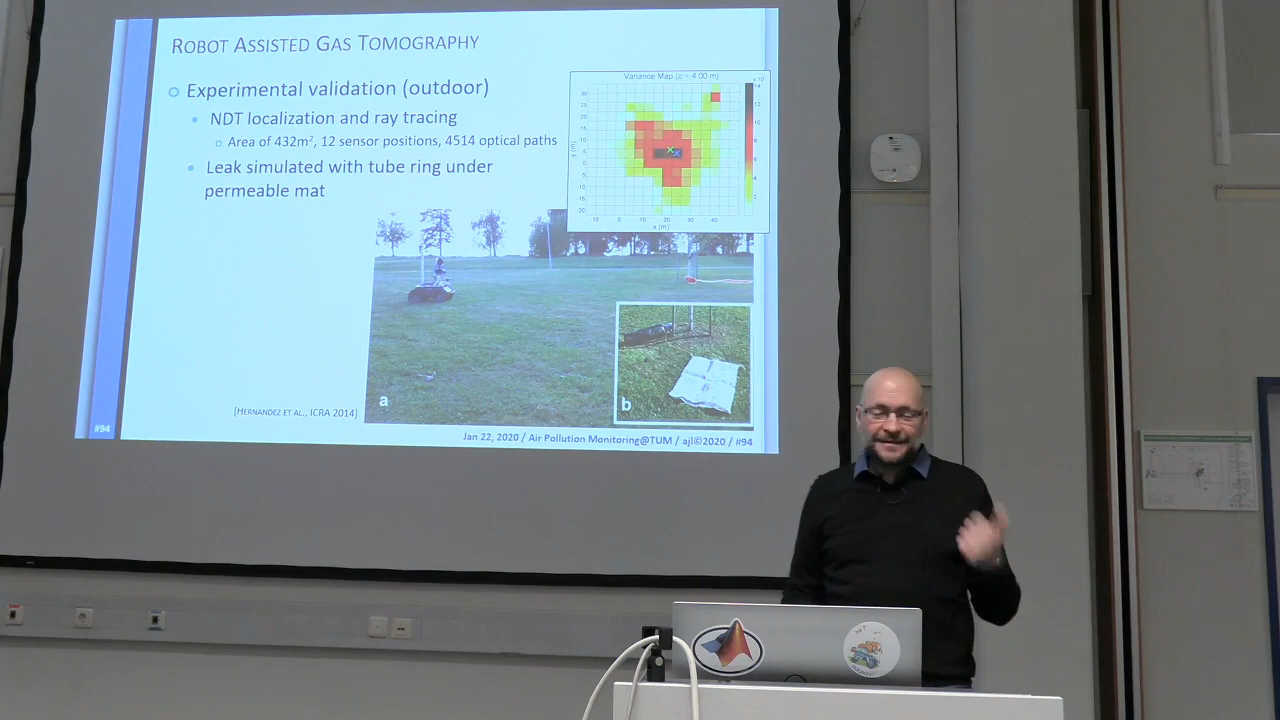 ROBOT ASSISTED GAS TOMOGRAPHY
Experimental validation (outdoor)
NDT localization and ray tracing
Area of 432m², 12 sensor positions, 4514 optical paths
Leak simulated with tube ring under
permeable mat
Variance Map (c = 4.00 m)
y (m)
x (m)
a
b
[HERNANDEZ ET AL., ICRA 2014]
#94
Jan 22, 2020 / Air Pollution Monitoring@TUM / ajl©2020 / #94